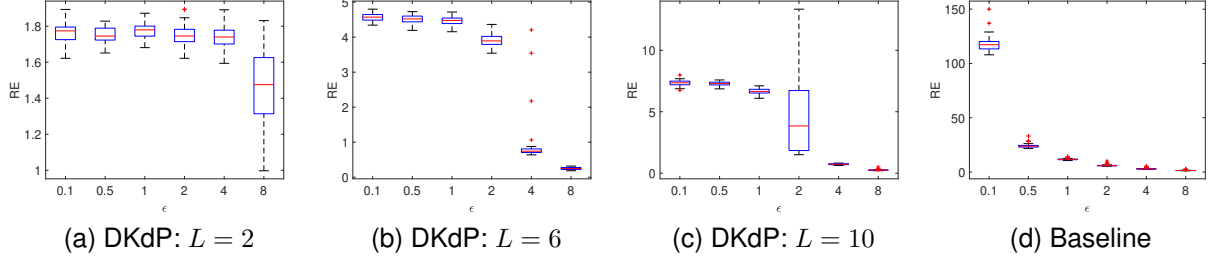 1.8
1.6
1.4
1.2
1
RE
0.1 0.5 1 2 4 8
ϵ
(a) DKdP: L = 2
5
4
3
2
1
0
RE
0.1 0.5 1 2 4 8
ϵ
(b) DKdP: L = 6
10
5
0
RE
0.1 0.5 1 2 4 8
ϵ
(c) DKdP: L = 10
150
100
50
0
RE
0.1 0.5 1 2 4 8
ϵ
(d) Baseline